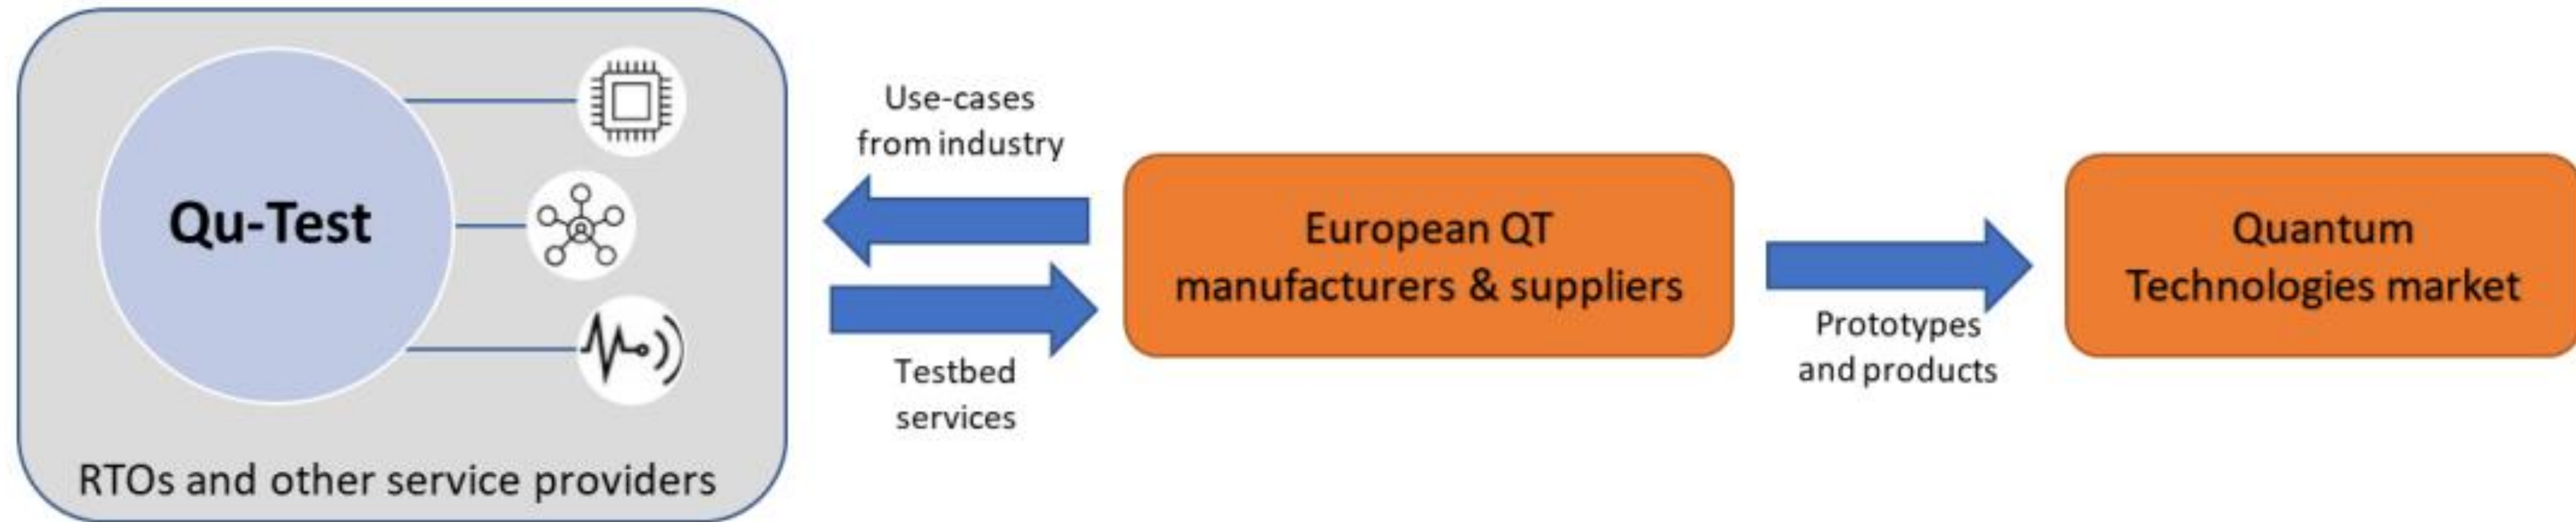 Qu-Test
RTOs and other service providers
Use-cases
from industry
Testbed
services
European QT
manufacturers & suppliers
Prototypes
and products
Quantum
Technologies market